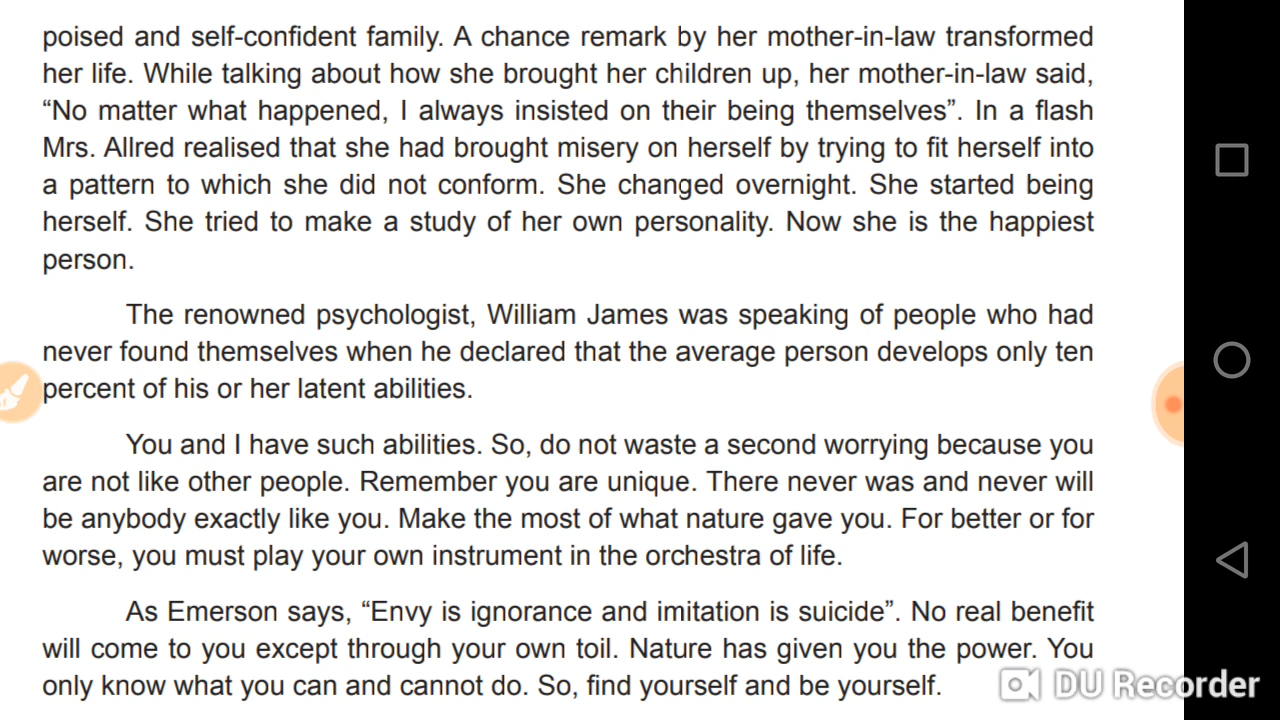 poised and self-confident family. A chance remark by her mother-in-law transformed
her life. While talking about how she brought her children up, her mother-in-law said,
“No matter what happened, I always insisted on their being themselves”. In a flash
Mrs. Allred realised that she had brought misery on herself by trying to fit herself into
a pattern to which she did not conform. She changed overnight. She started being
herself. She tried to make a study of her own personality. Now she is the happiest
person.
The renowned psychologist, William James was speaking of people who had
never found themselves when he declared that the average person develops only ten
percent of his or her latent abilities.
You and I have such abilities. So, do not waste a second worrying because you
are not like other people. Remember you are unique. There never was and never will
be anybody exactly like you. Make the most of what nature gave you. For better or for
worse, you must play your own instrument in the orchestra of life.
As Emerson says, “Envy is ignorance and imitation is suicide”. No real benefit
will come to you except through your own toil. Nature has given you the power. You
only know what you can and cannot do. So, find yourself and be yourself.
DU Recorder